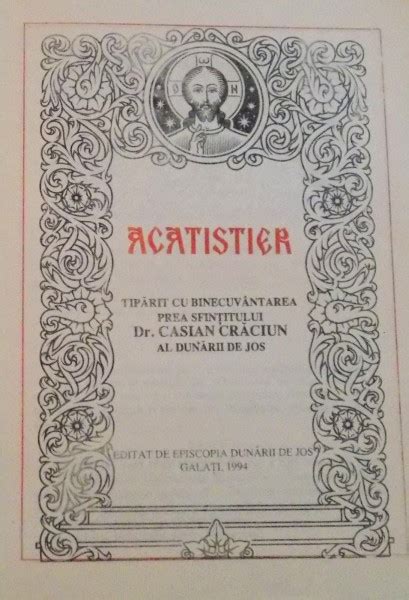 ACATISTIER
TIPĂRIT CU BINECUVÂNTAREA
PREA SFINȚITULUI
Dr. CASIAN CRĂCIUN
AL DUNĂRII DE JOS
EDITAT DE EPISCOPIA DUNĂRII DE JOS
GALAȚI, 1994